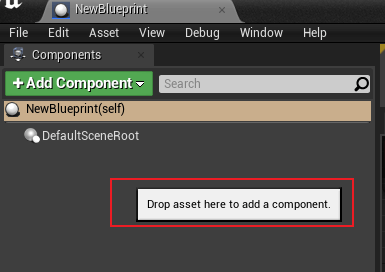 NewBlueprint
File Edit Asset View Debug Window Help
Components
+ Add Component
Search
NewBlueprint(self)
DefaultSceneRoot
Drop asset here to add a component.